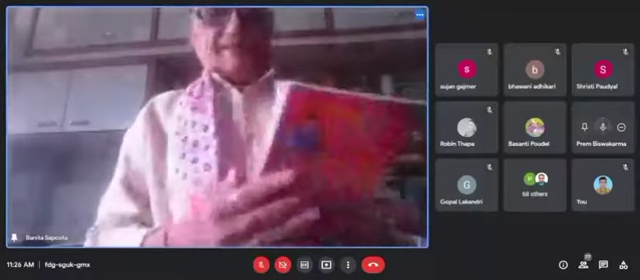 s
sujan gajmer
b
bhawani adhikari
S
Shristi Paudyal
Robin Thapa
Basanti Poudel
Prem Biswakarma
G
Gopal Lakandri
P
68 others
You
Banita Sapcota
11:26 AM | fdg-sguk-gmx
77